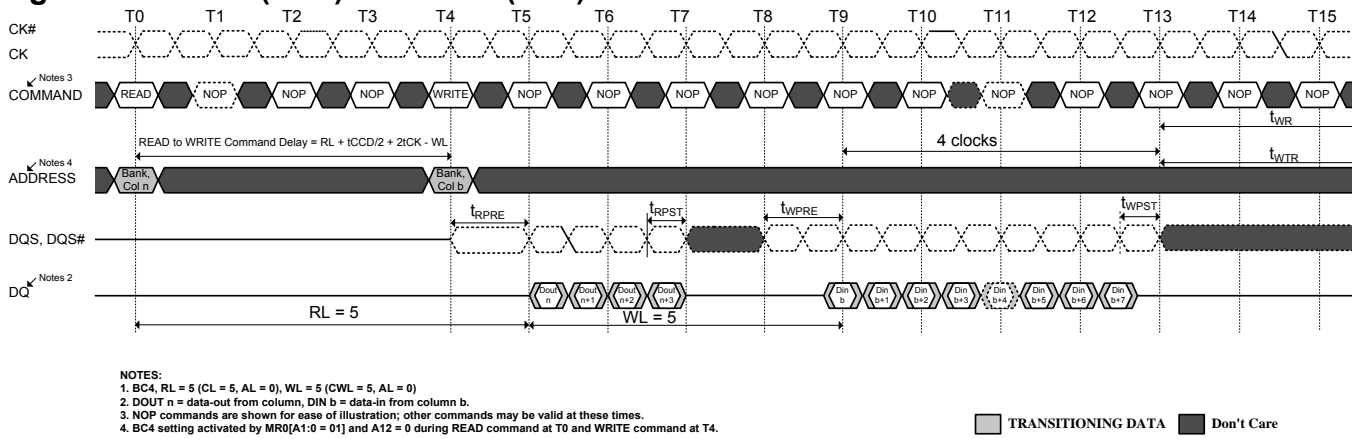 T0 T1 T2 T3 T4 T5 T6 T7 T8 T9 T10 T11 T12 T13 T14 T15
CK#
CK
Notes 3
COMMAND
READ NOP NOP NOP WRITE NOP NOP NOP NOP NOP NOP NOP NOP NOP NOP NOP
READ to WRITE Command Delay = RL + tCCD/2 + 2tCK - WL
4 clocks
tWR
tWTR
Notes 4
ADDRESS
Bank, Bank,
Col n Col b
tRPRE tRPST tWPRE tWPST
DQS, DQS#
Notes 2
DQ
Dout Dout Dout Dout Din Din Din Din Din Din Din Din
n n+1 n+2 n+3 b b+1 b+2 b+3 b+4 b+5 b+6 b+7
RL = 5 WL = 5
NOTES:
1. BC4, RL = 5 (CL = 5, AL = 0), WL = 5 (CWL = 5, AL = 0)
2. DOUT n = data-out from column, DIN b = data-in from column b.
3. NOP commands are shown for ease of illustration; other commands may be valid at these times.
4. BC4 setting activated by MR0[A1:0 = 01] and A12 = 0 during READ command at T0 and WRITE command at T4.
TRANSITIONING DATA Don't Care